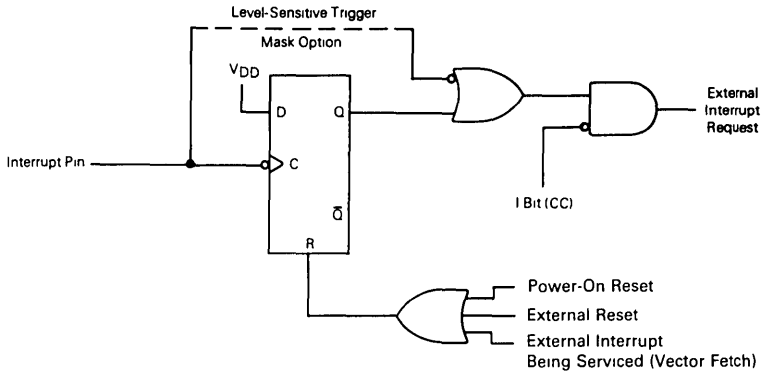 Level-Sensitive Trigger
Mask Option
VDD
D
Q
External
Interrupt
Request
Interrupt Pin
C
I Bit (CC)
Q̅
R
Power-On Reset
External Reset
External Interrupt
Being Serviced (Vector Fetch)